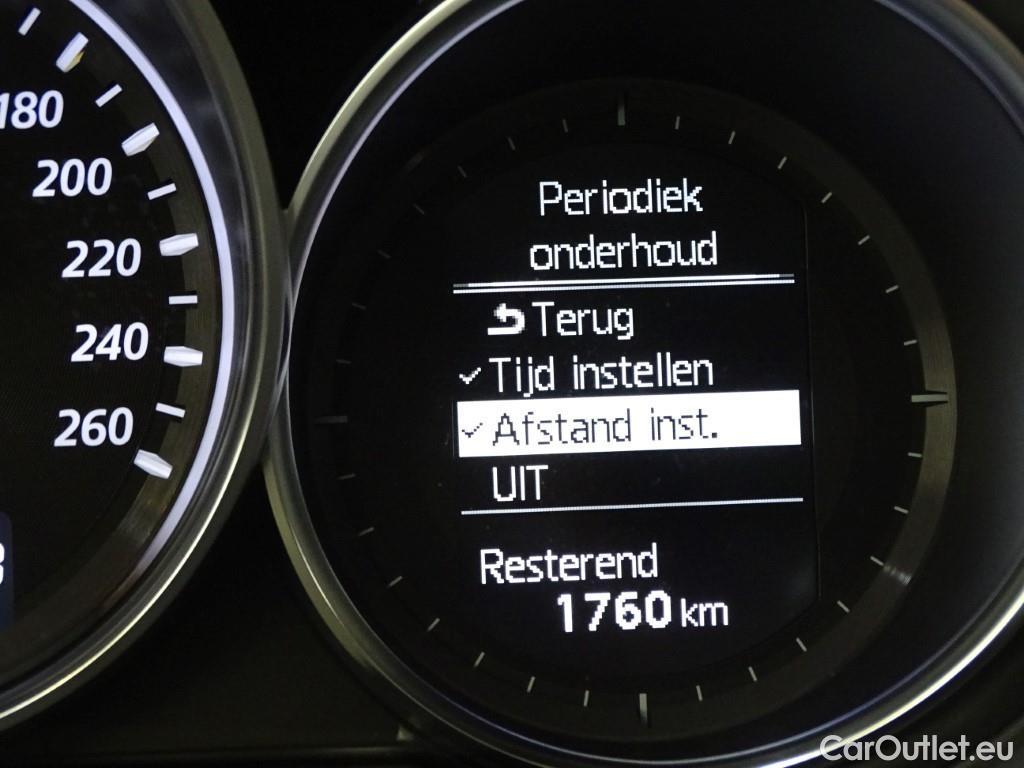 180
200
220
240
260
Periodiek
onderhoud
Terug
Tijd instellen
Afstand inst.
UIT
Resterend
1760 km
CarOutlet.eu